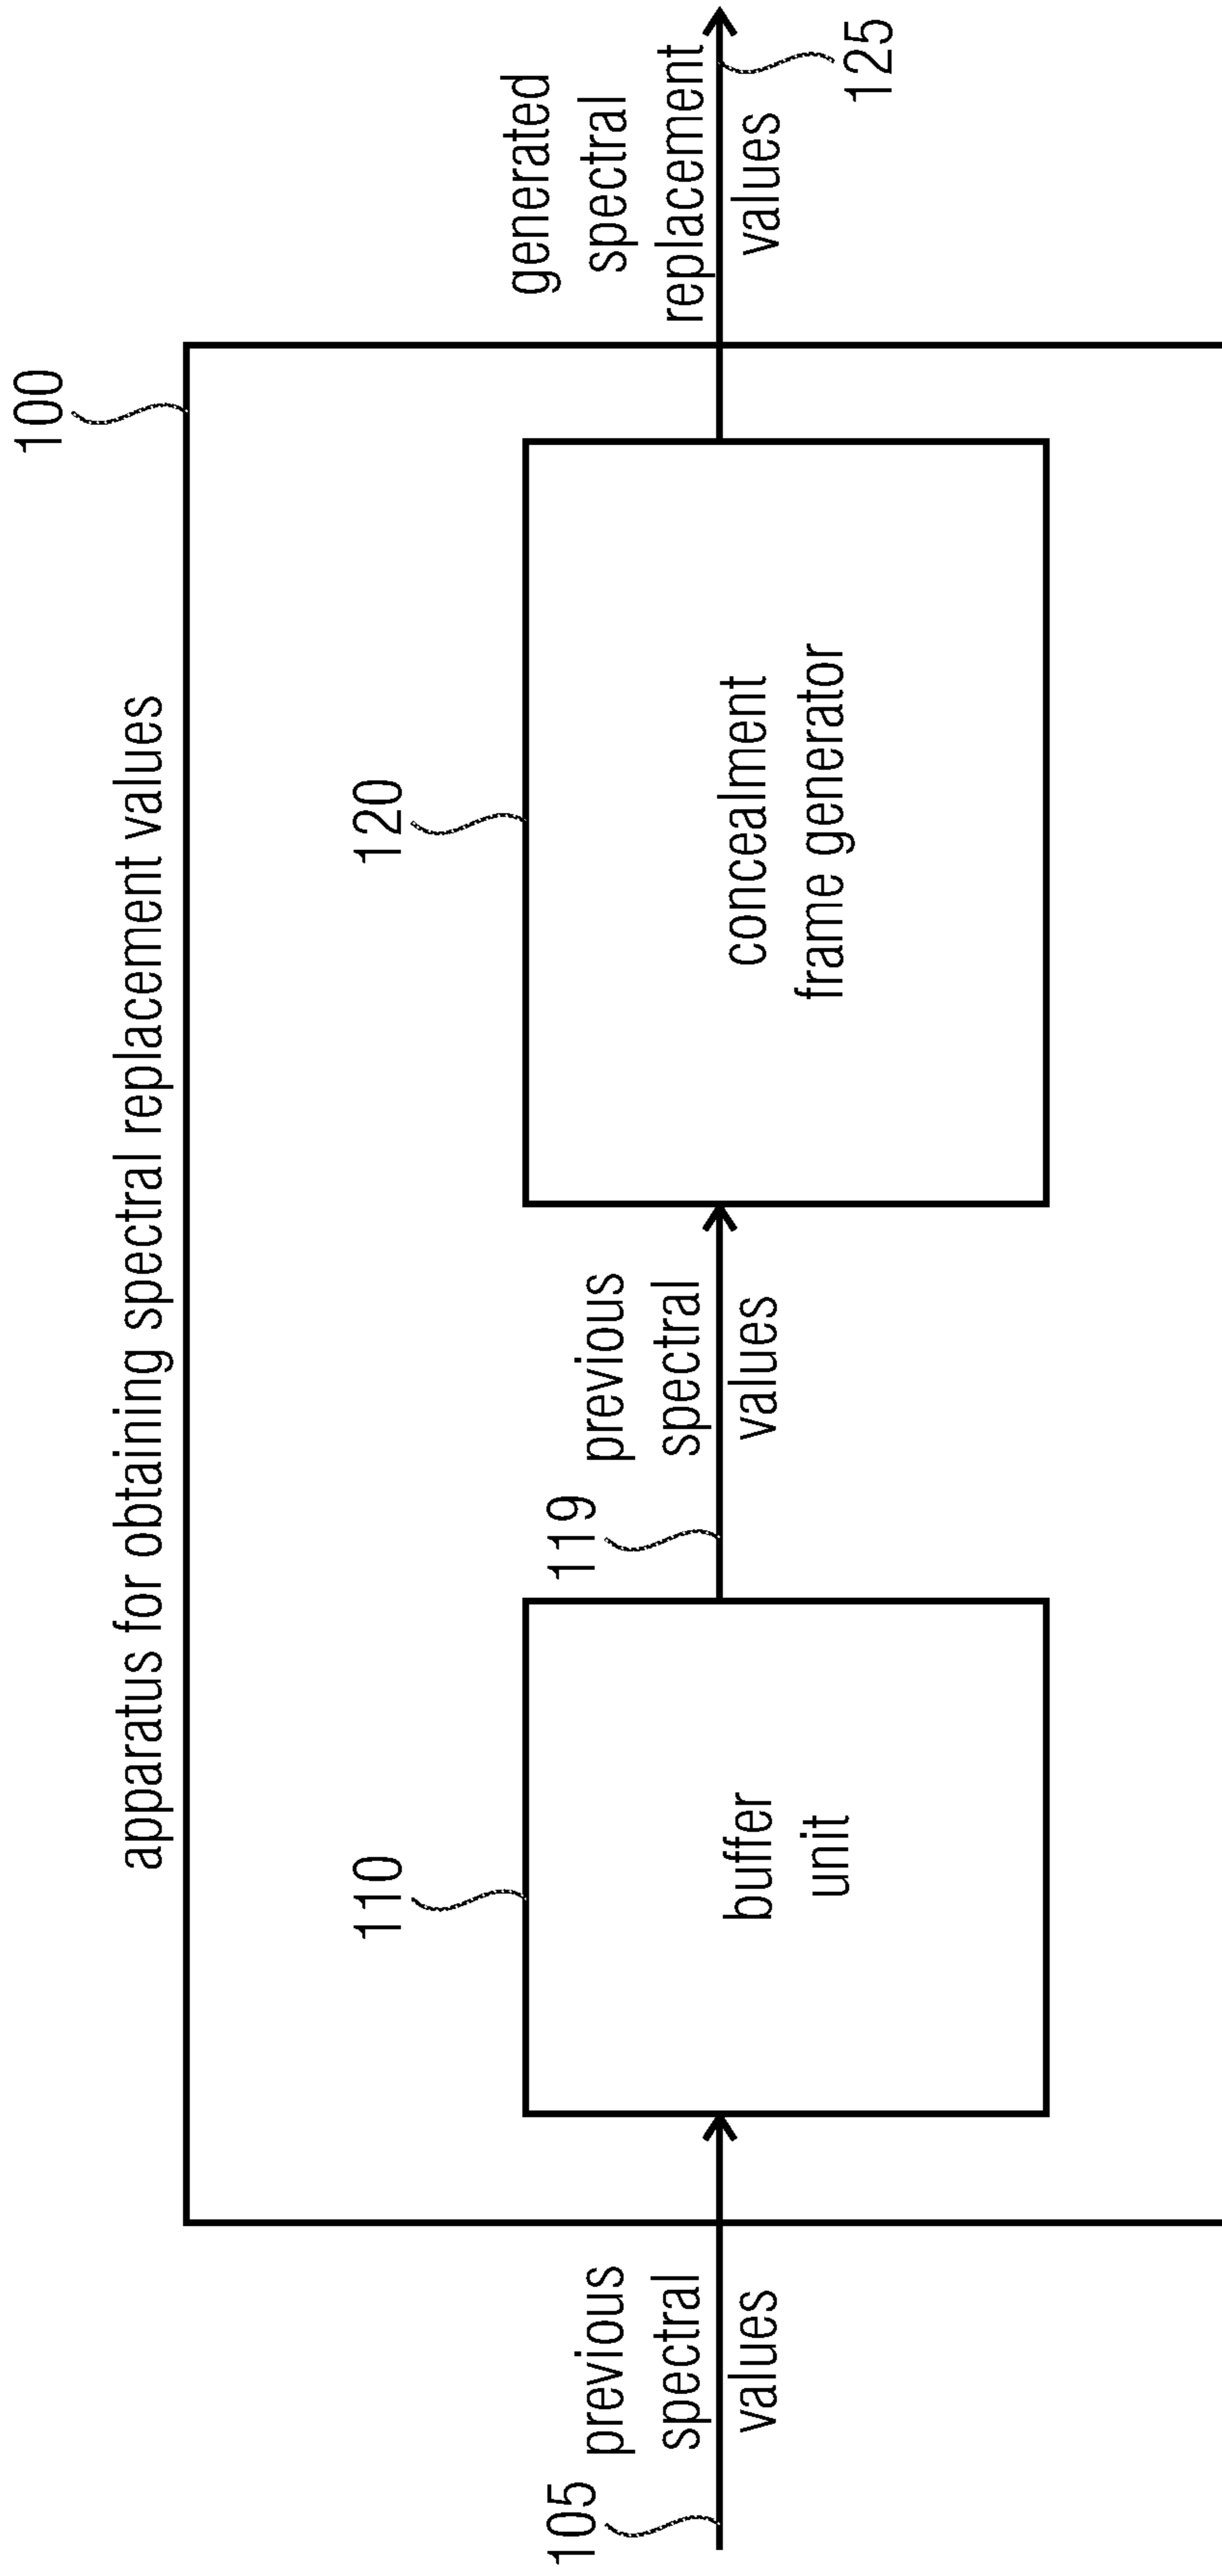 100
apparatus for obtaining spectral replacement values
105
previous
spectral
values
110
buffer
unit
119
previous
spectral
values
120
concealment
frame generator
generated
spectral
replacement
values
125